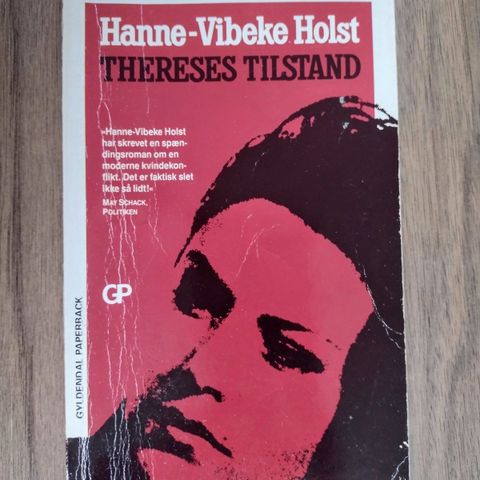 Hanne-Vibeke Holst
THERESES TILSTAND
»Hanne-Vibeke Holst
har skrevet en spæn-
dingsroman om en
moderne kvindekon-
flikt. Det er faktisk slet
ikke så lidt!«
MAY SCHACK,
POLITIKEN
GP
GYLDENDAL PAPERBACK